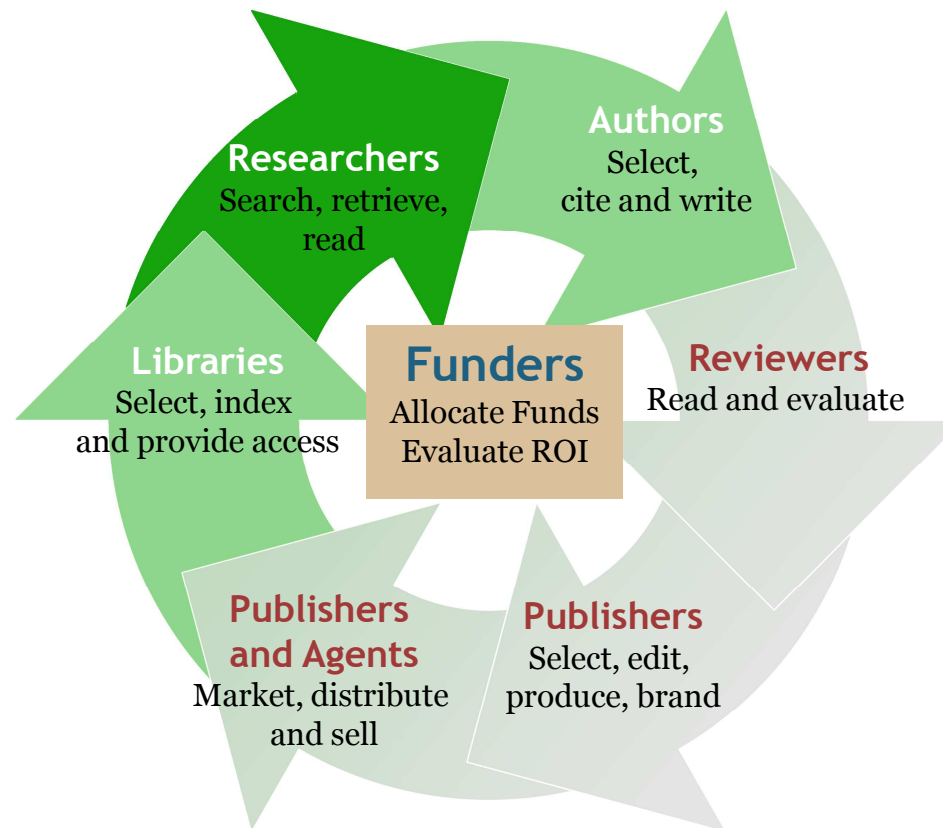 Researchers
Search, retrieve,
read
Authors
Select,
cite and write
Reviewers
Read and evaluate
Publishers
Select, edit,
produce, brand
Publishers
and Agents
Market, distribute
and sell
Libraries
Select, index
and provide access
Funders
Allocate Funds
Evaluate ROI